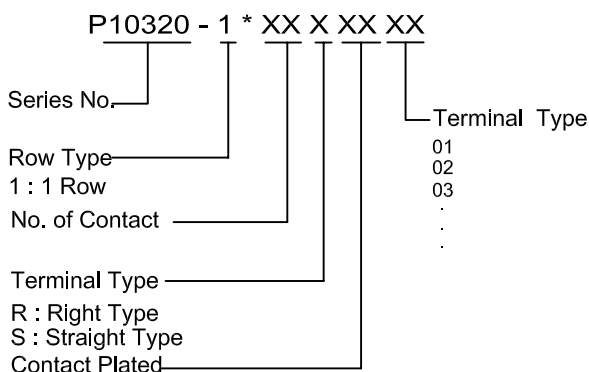 P10320 - 1 * XX X XX XX
Series No.
Row Type
1 : 1 Row
No. of Contact
Terminal Type
R : Right Type
S : Straight Type
Contact Plated
Terminal Type
01
02
03
.
.
.